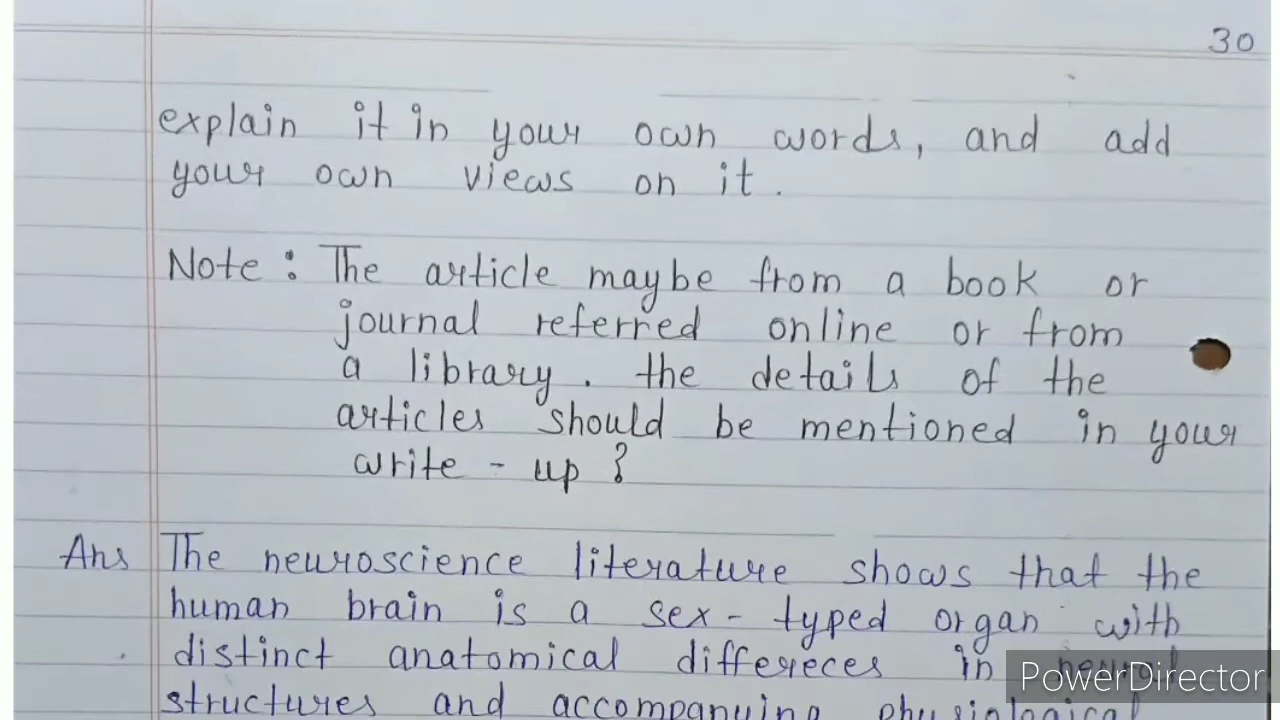 30
explain it in your own words, and add
your own views on it.
Note : The article maybe from a book or
journal referred online or from
a library. the details of the
articles should be mentioned in your
write - up ?
Ans The neuroscience literature shows that the
human brain is a sex - typed organ with
distinct anatomical differeces in neural
structures and accompanying physiological
PowerDirector